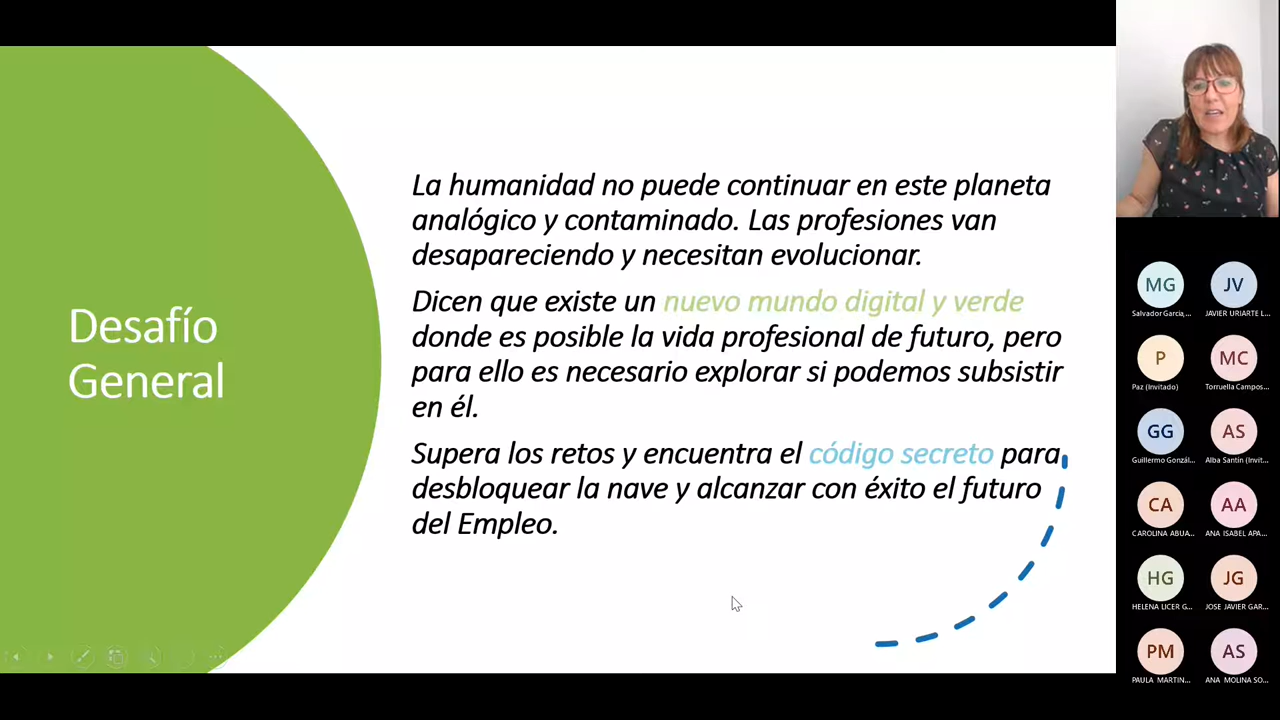 Desafío
General
La humanidad no puede continuar en este planeta
analógico y contaminado. Las profesiones van
desapareciendo y necesitan evolucionar.
Dicen que existe un nuevo mundo digital y verde
donde es posible la vida profesional de futuro, pero
para ello es necesario explorar si podemos subsistir
en él.
Supera los retos y encuentra el código secreto para
desbloquear la nave y alcanzar con éxito el futuro
del Empleo.
MG JV
Salvador Garcia,... JAVIER URIARTE L...
P MC
Paz (Invitado) Torruella Campos...
GG AS
Guillermo Gonzál... Alba Santin (Invit...
CA AA
CAROLINA ABUA... ANA ISABEL APA...
HG JG
HELENA LICER G... JOSE JAVIER GAR...
PM AS
PAULA MARTIN... ANA MOLINA SO...